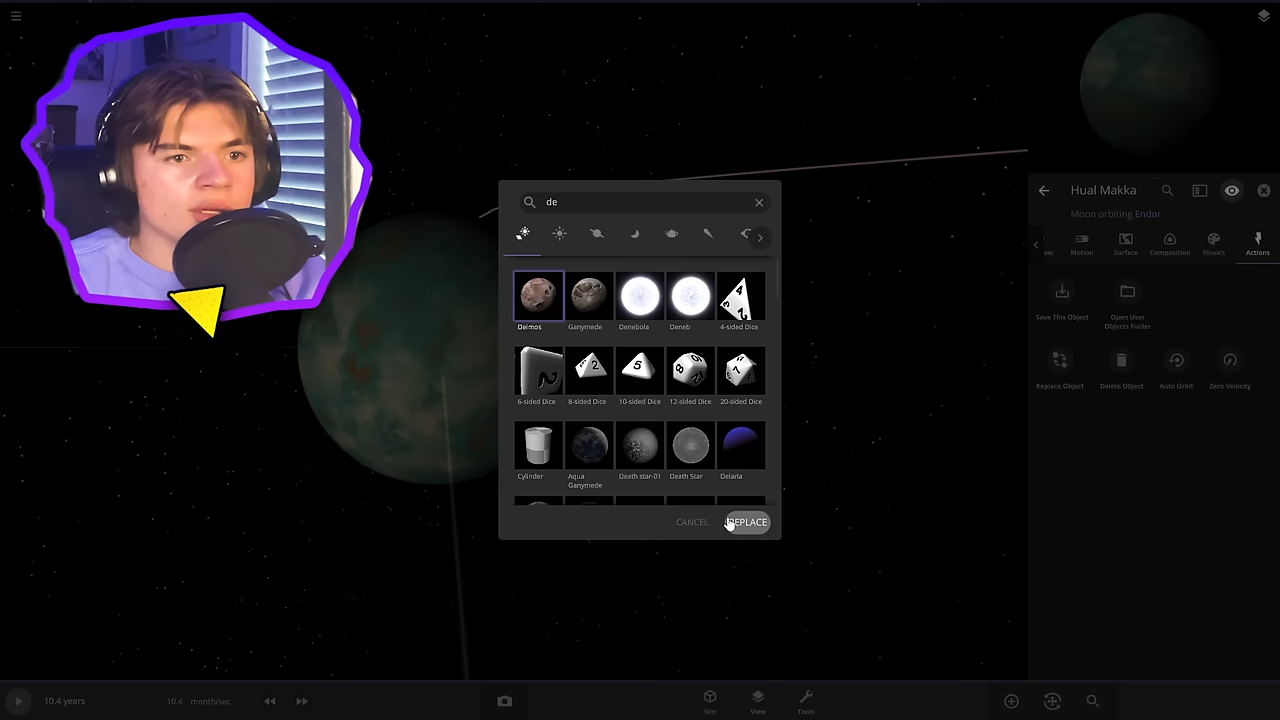 de
Hual Makka
Moon orbiting Endor
ew
Motion
Surface
Composition
Visuals
Actions
Save This Object
Open User
Objects Folder
Replace Object
Delete Object
Auto Orbit
Zero Velocity
Deimos
Ganymede
Denebola
Deneb
4-sided Dice
6-sided Dice
8-sided Dice
10-sided Dice
12-sided Dice
20-sided Dice
Cylinder
Aqua
Ganymede
Death star-01
Death Star
Delaria
CANCEL
REPLACE
10.4 years
10.4 month/sec
Sim
View
Tools